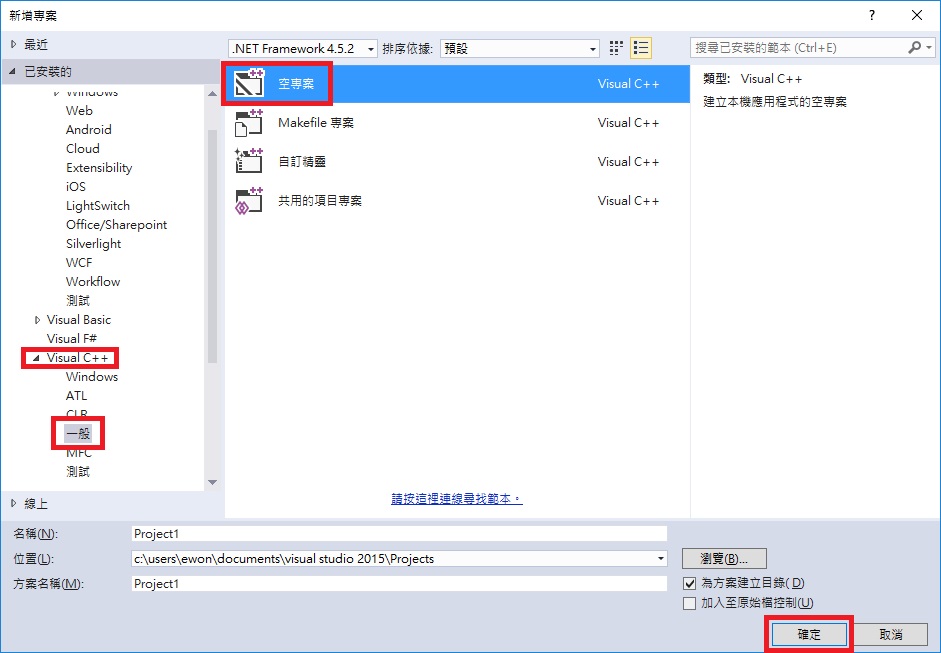 新增專案
? 
最近
.NET Framework 4.5.2 排序依據: 預設
搜尋已安裝的範本 (Ctrl+E)
已安裝的
Windows
Web
Android
Cloud
Extensibility
iOS
LightSwitch
Office/Sharepoint
Silverlight
WCF
Workflow
測試
Visual Basic
Visual F#
Visual C++
Windows
ATL
CLR
一般
MFC
測試
線上
空專案 Visual C++
Makefile 專案 Visual C++
自訂精靈 Visual C++
共用的項目專案 Visual C++
請按這裡連線尋找範本。
類型: Visual C++
建立本機應用程式的空專案
名稱(N): Project1
位置(L): c:\users\ewon\documents\visual studio 2015\Projects
瀏覽(B)...
方案名稱(M): Project1
為方案建立目錄(D)
加入至原始檔控制(U)
確定 取消